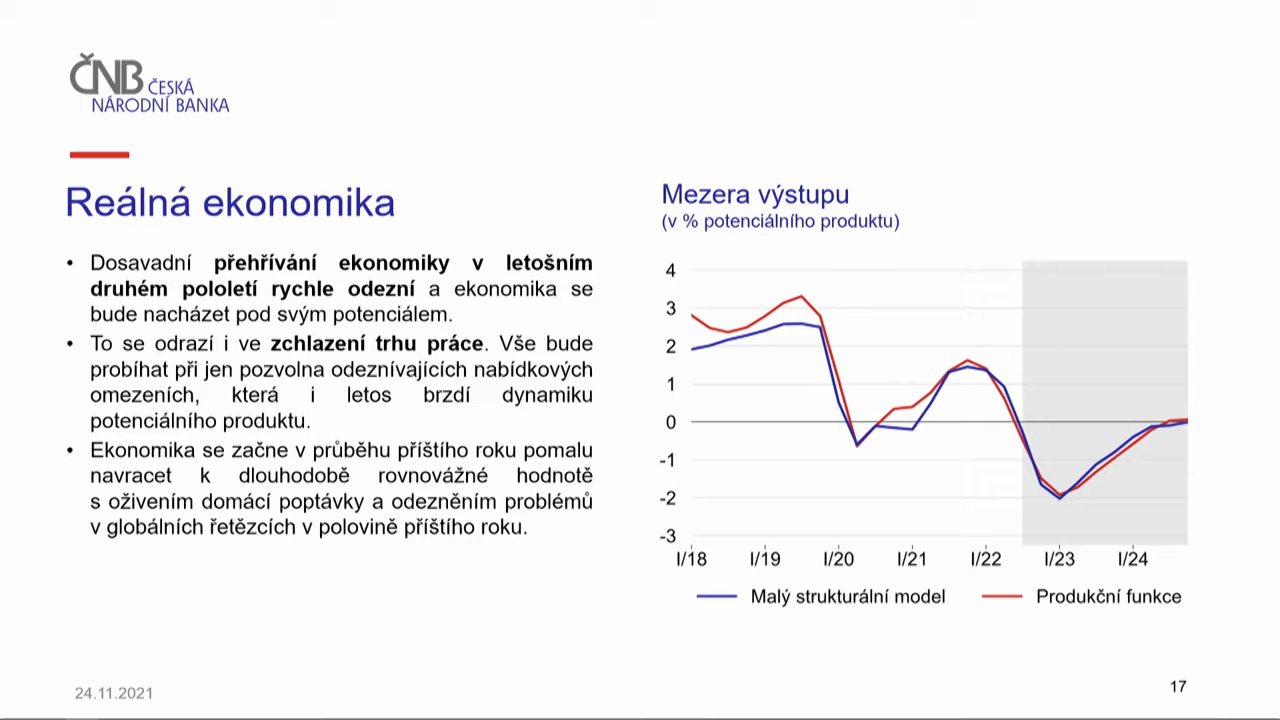 ČNB ČESKÁ
NÁRODNÍ BANKA
Reálná ekonomika
• Dosavadní přehřívání ekonomiky v letošním
druhém pololetí rychle odezní a ekonomika se
bude nacházet pod svým potenciálem.
• To se odrazí i ve zchlazení trhu práce. Vše bude
probíhat při jen pozvolna odeznívajících nabídkových
omezeních, která i letos brzdí dynamiku
potenciálního produktu.
• Ekonomika se začne v průběhu příštího roku pomalu
navracet k dlouhodobě rovnovážné hodnotě
s oživením domácí poptávky a odezněním problémů
v globálních řetězcích v polovině příštího roku.
Mezera výstupu
(v % potenciálního produktu)
4
3
2
1
0
-1
-2
-3
I/18 I/19 I/20 I/21 I/22 I/23 I/24
Malý strukturální model Produkční funkce
24.11.2021
17